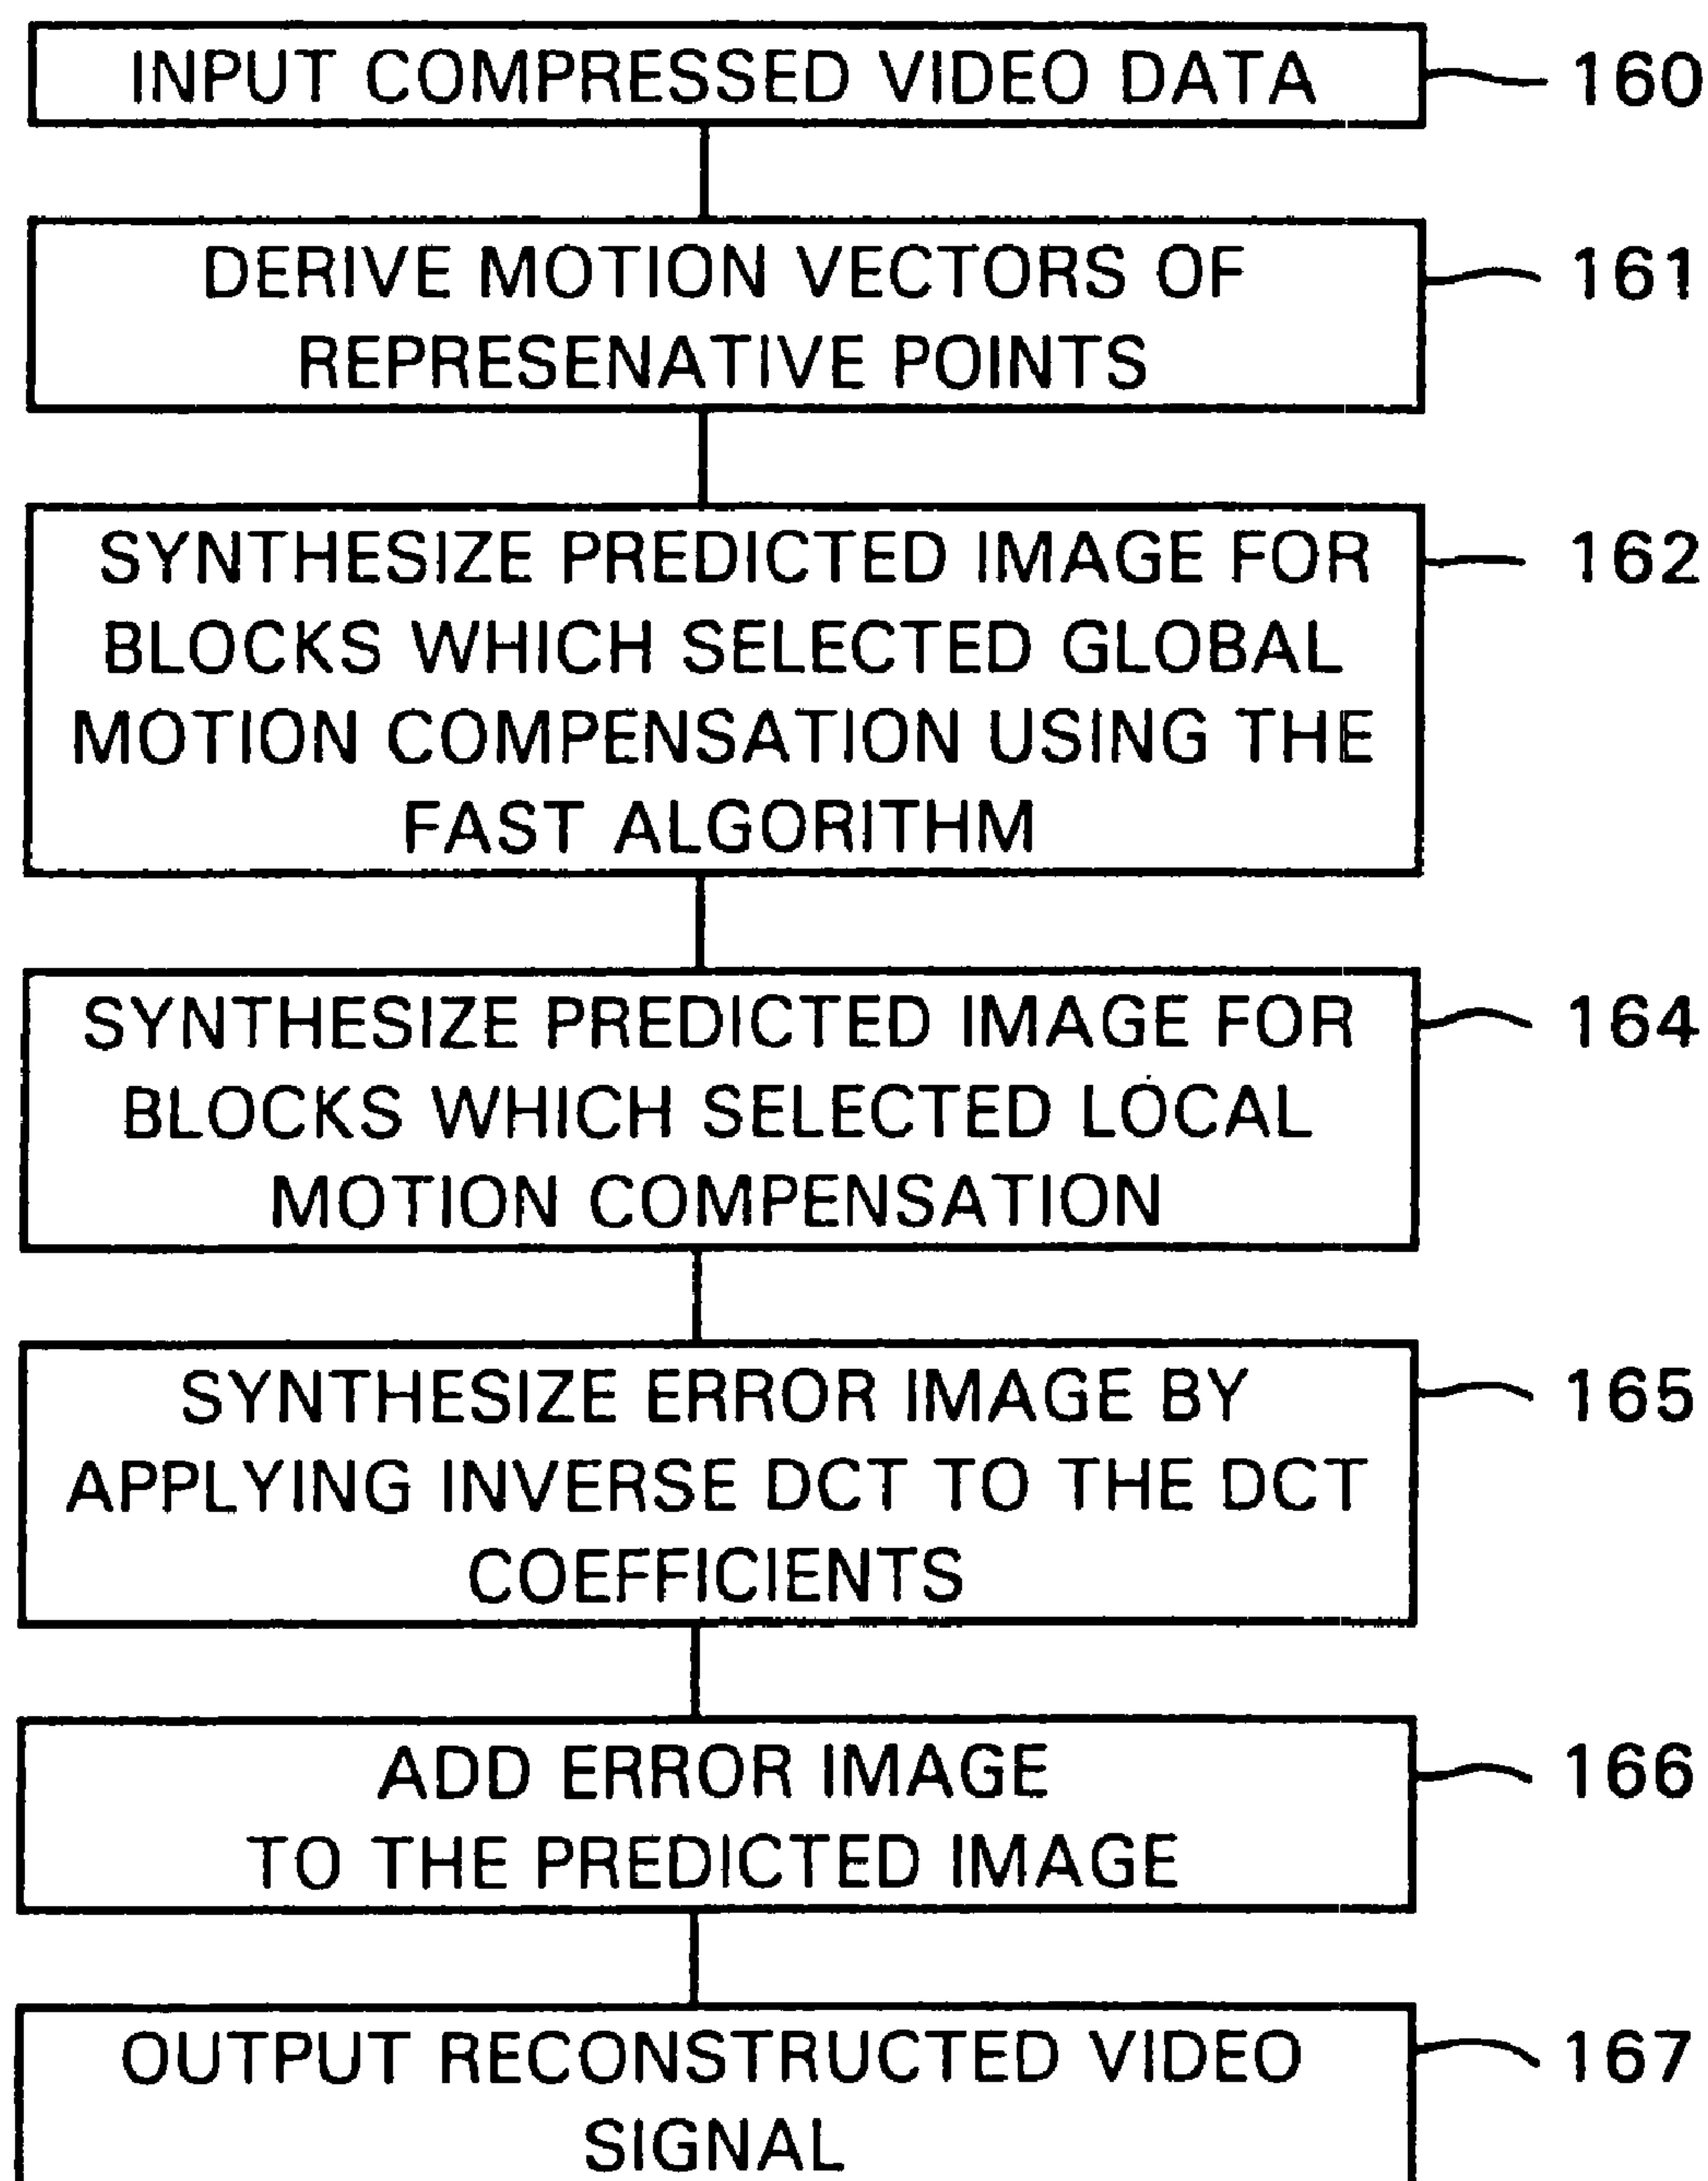 INPUT COMPRESSED VIDEO DATA 160
DERIVE MOTION VECTORS OF 161
REPRESENATIVE POINTS
SYNTHESIZE PREDICTED IMAGE FOR 162
BLOCKS WHICH SELECTED GLOBAL
MOTION COMPENSATION USING THE
FAST ALGORITHM
SYNTHESIZE PREDICTED IMAGE FOR 164
BLOCKS WHICH SELECTED LOCAL
MOTION COMPENSATION
SYNTHESIZE ERROR IMAGE BY 165
APPLYING INVERSE DCT TO THE DCT
COEFFICIENTS
ADD ERROR IMAGE 166
TO THE PREDICTED IMAGE
OUTPUT RECONSTRUCTED VIDEO 167
SIGNAL